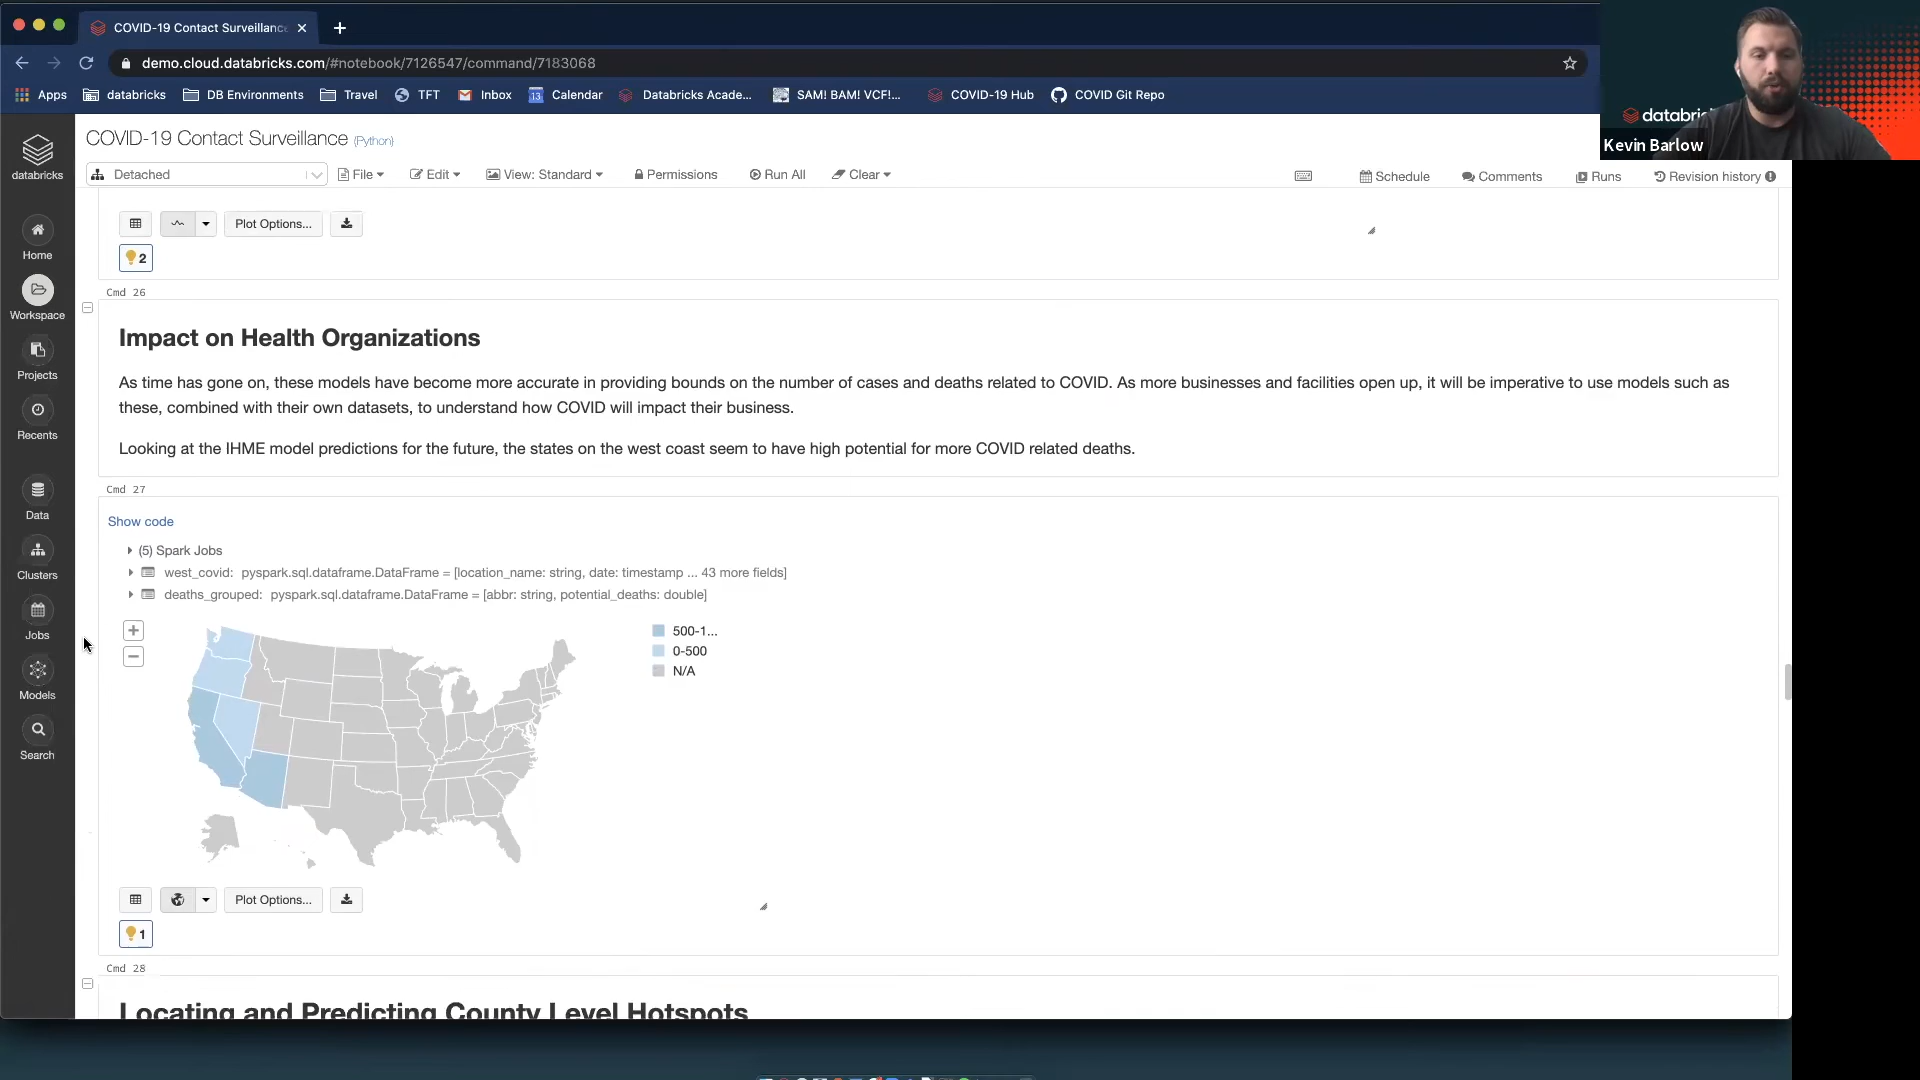 COVID-19 Contact Surveillance
demo.cloud.databricks.com/#notebook/7126547/command/7183068
Apps databricks DB Environments Travel TFT Inbox 13 Calendar Databricks Acade... SAM! BAM! VCF!... COVID-19 Hub COVID Git Repo
databri
Kevin Barlow
COVID-19 Contact Surveillance (Python)
Detached File Edit View: Standard Permissions Run All Clear Schedule Comments Runs Revision history
databricks
Home
Workspace
Projects
Recents
Data
Clusters
Jobs
Models
Search
Plot Options...
2
Cmd 26
Impact on Health Organizations
As time has gone on, these models have become more accurate in providing bounds on the number of cases and deaths related to COVID. As more businesses and facilities open up, it will be imperative to use models such as
these, combined with their own datasets, to understand how COVID will impact their business.
Looking at the IHME model predictions for the future, the states on the west coast seem to have high potential for more COVID related deaths.
Cmd 27
Show code
(5) Spark Jobs
west_covid: pyspark.sql.dataframe.DataFrame = [location_name: string, date: timestamp ... 43 more fields]
deaths_grouped: pyspark.sql.dataframe.DataFrame = [abbr: string, potential_deaths: double]
500-1...
0-500
N/A
Plot Options...
1
Cmd 28
Locating and Predicting County Level Hotspots